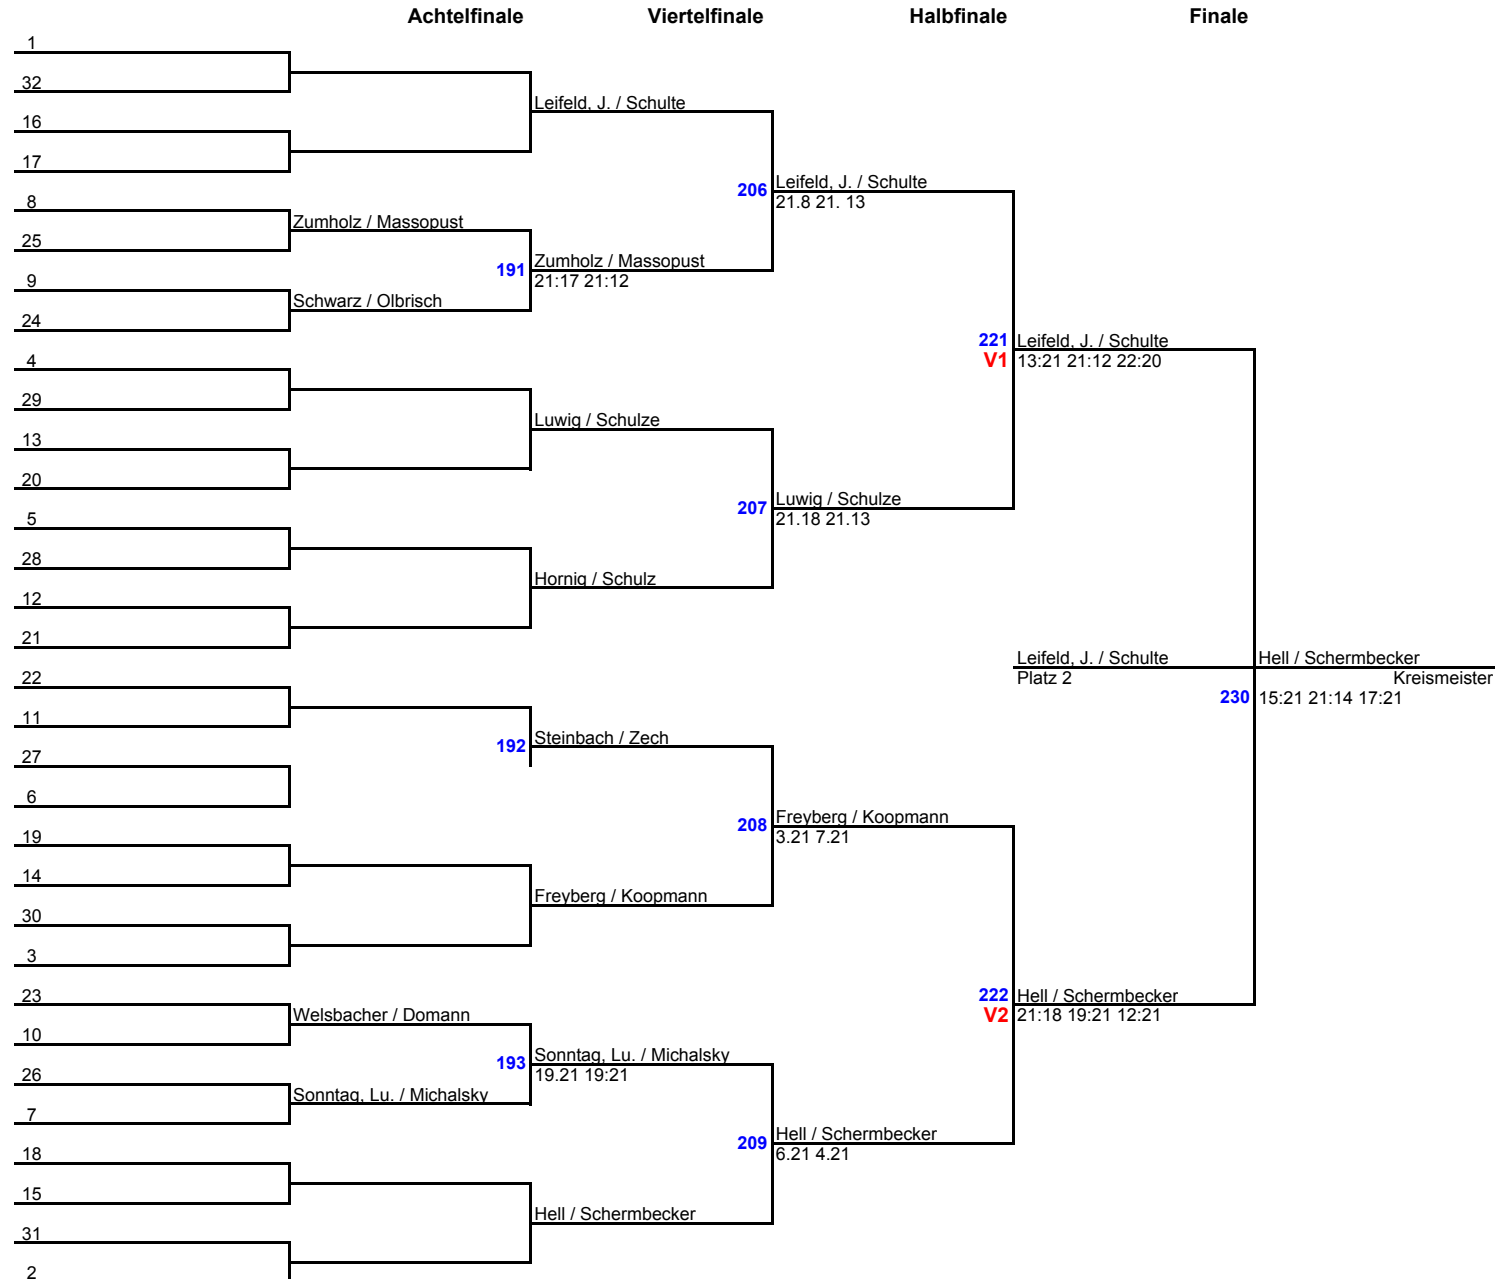 Achtelfinale Viertelfinale Halbfinale Finale
1
32
Leifeld, J. / Schulte
16
17
206 Leifeld, J. / Schulte
21.8 21. 13
8
Zumholz / Massopust
25
191 Zumholz / Massopust
21:17 21:12
9
Schwarz / Olbrisch
24
221 Leifeld, J. / Schulte
V1 13:21 21:12 22:20
4
29
Luwig / Schulze
13
20
207 Luwig / Schulze
21.18 21.13
5
28
Hornig / Schulz
12
21
Leifeld, J. / Schulte Hell / Schermbecker
Platz 2 Kreismeister
230 15:21 21:14 17:21
22
11
192 Steinbach / Zech
27
6
208 Freyberg / Koopmann
3.21 7.21
19
14
Freyberg / Koopmann
30
3
222 Hell / Schermbecker
V2 21:18 19:21 12:21
23
Welsbacher / Domann
10
193 Sonntag, Lu. / Michalsky
19.21 19:21
26
Sonntag, Lu. / Michalsky
7
209 Hell / Schermbecker
6.21 4.21
18
15
Hell / Schermbecker
31
2